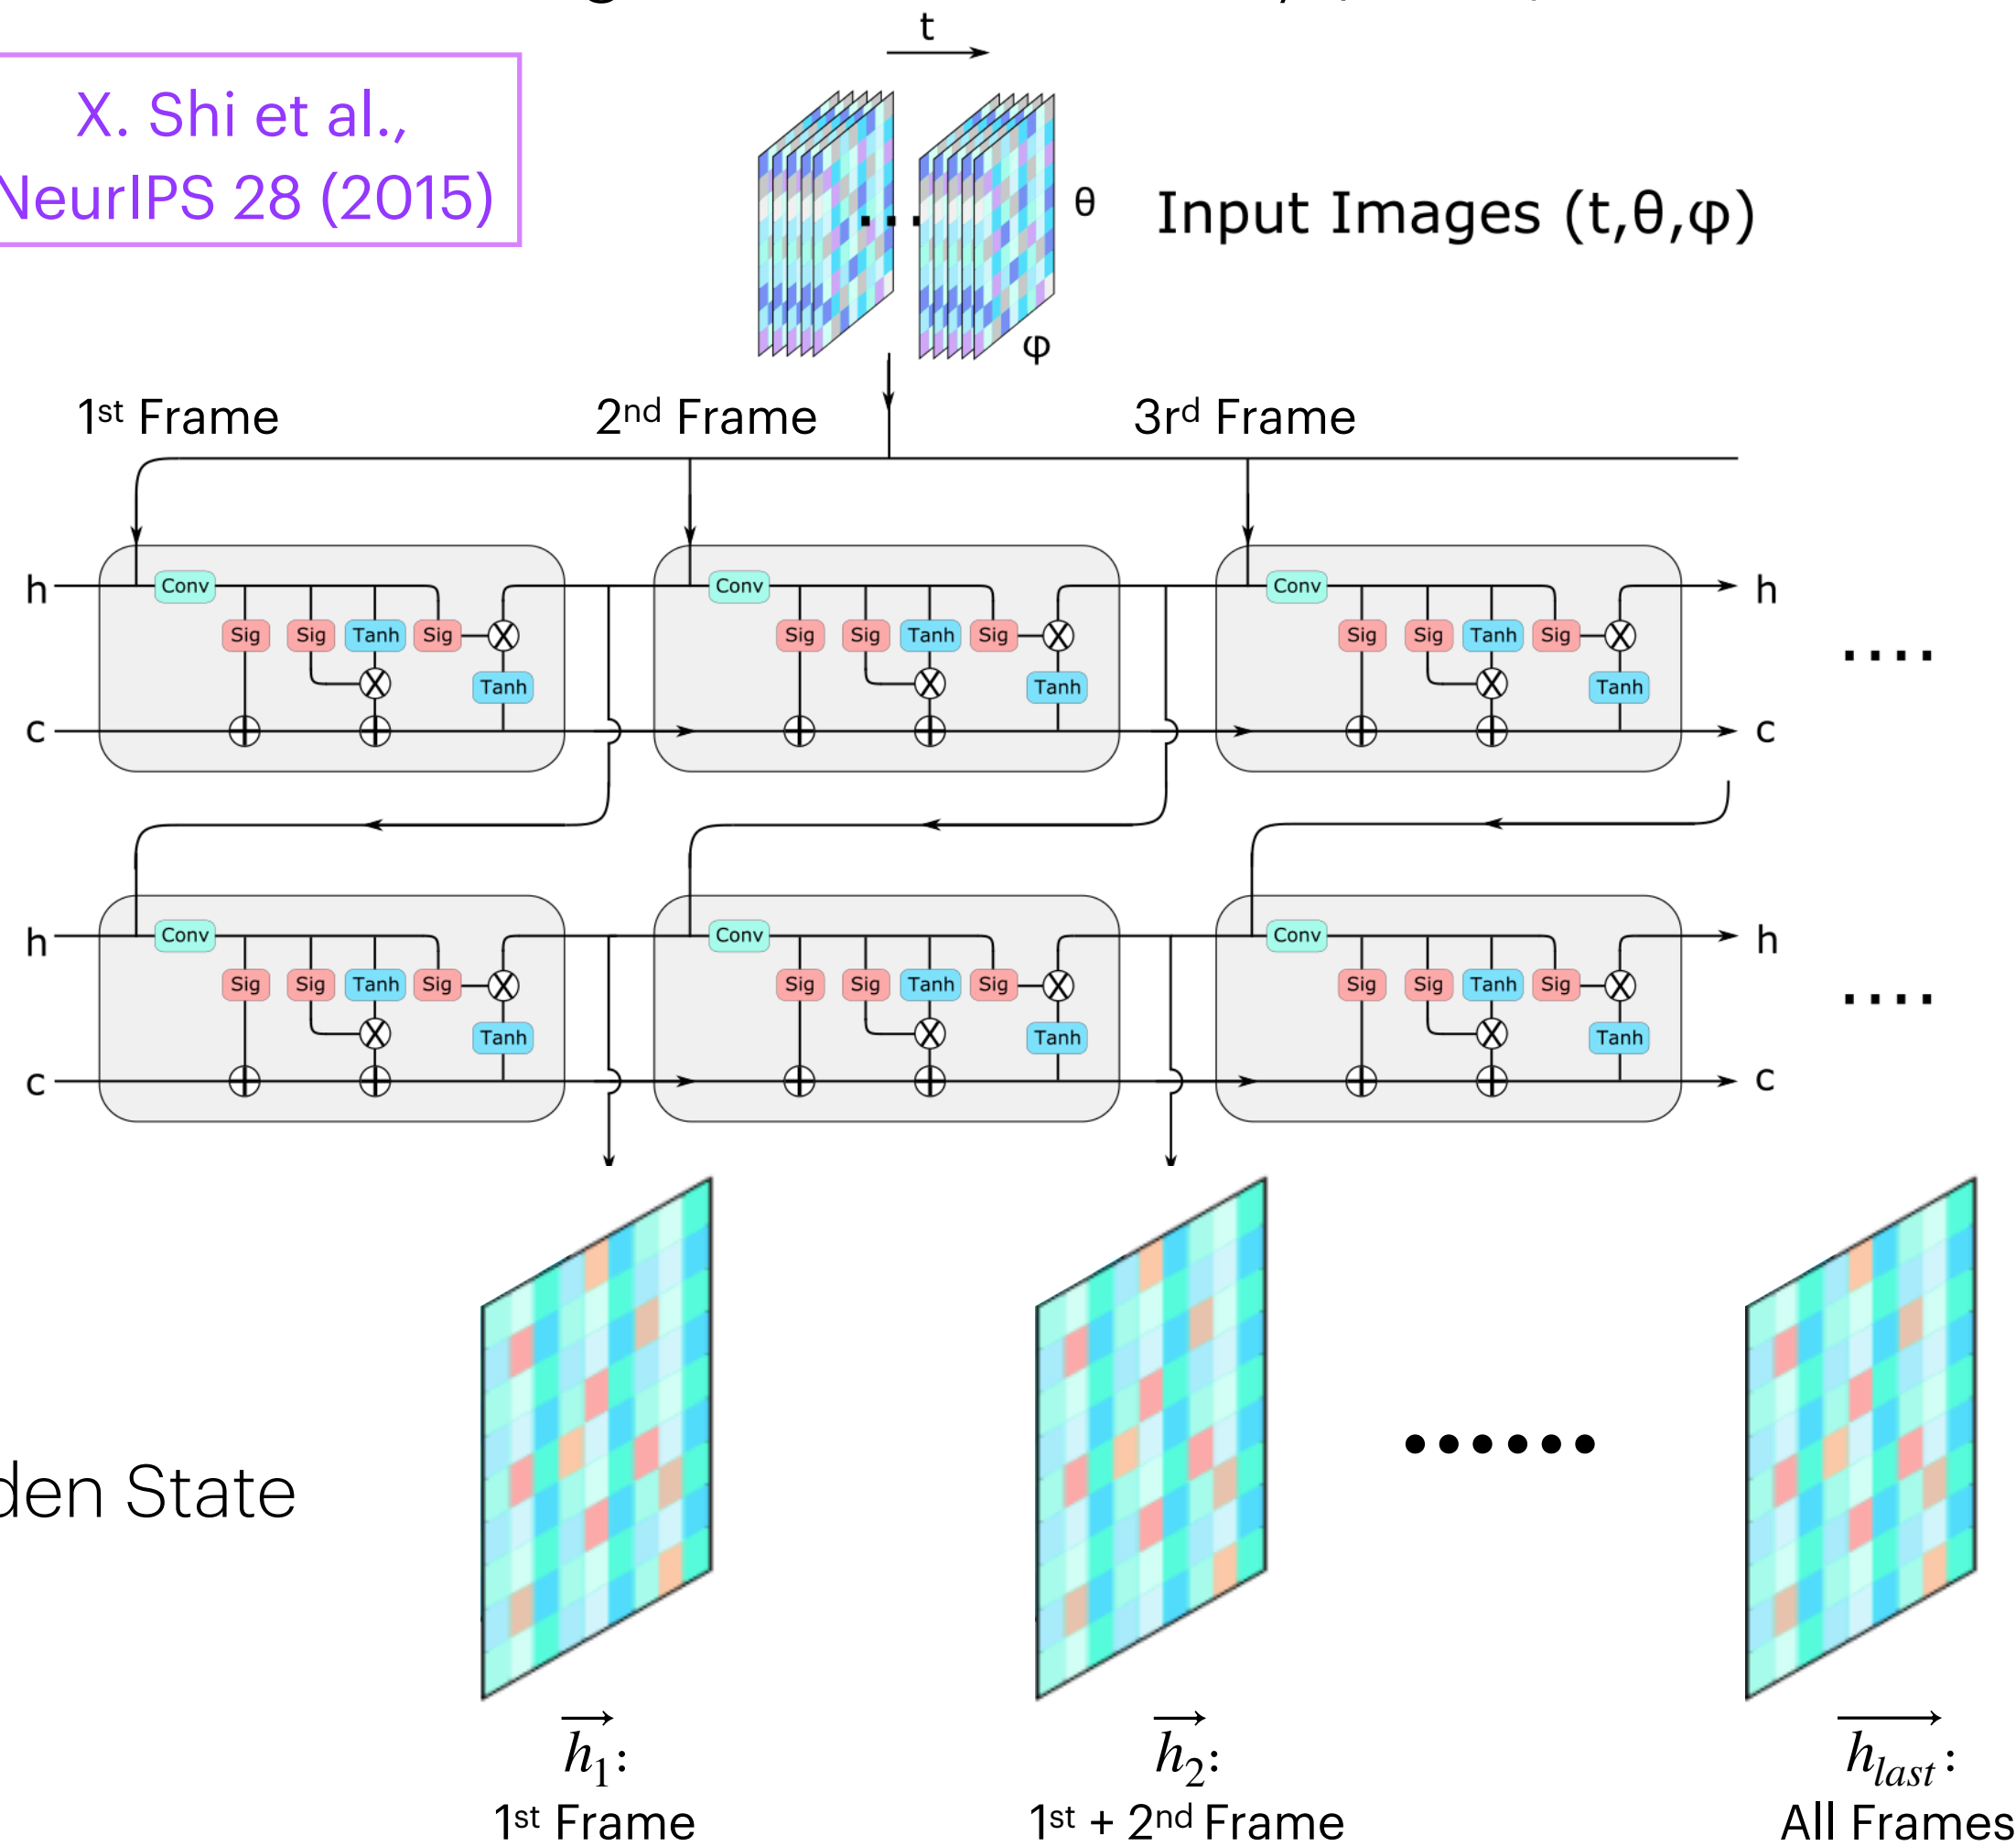 t
X. Shi et al.,
NeurIPS 28 (2015)
θ
Input Images (t,θ,φ)
φ
1st Frame
2nd Frame
3rd Frame
h
Conv
Conv
Conv
h
Sig Sig Tanh Sig
Sig Sig Tanh Sig
Sig Sig Tanh Sig
....
Tanh
Tanh
Tanh
c
c
h
Conv
Conv
Conv
h
Sig Sig Tanh Sig
Sig Sig Tanh Sig
Sig Sig Tanh Sig
....
Tanh
Tanh
Tanh
c
c
den State
h1:
1st Frame
h2:
1st + 2nd Frame
hlast:
All Frames